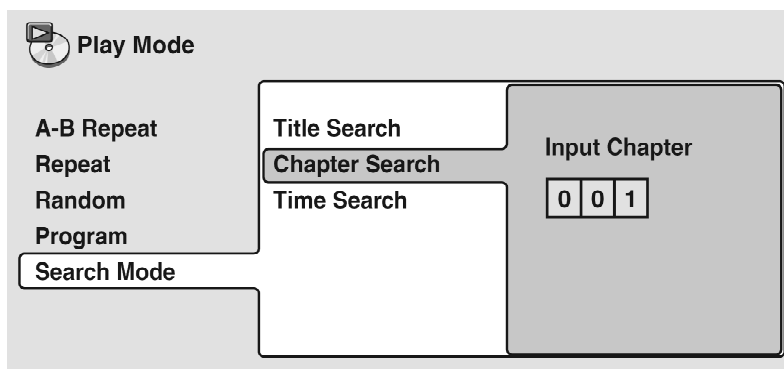 Play Mode
A-B Repeat
Repeat
Random
Program
Search Mode
Title Search
Chapter Search
Time Search
Input Chapter
0 0 1